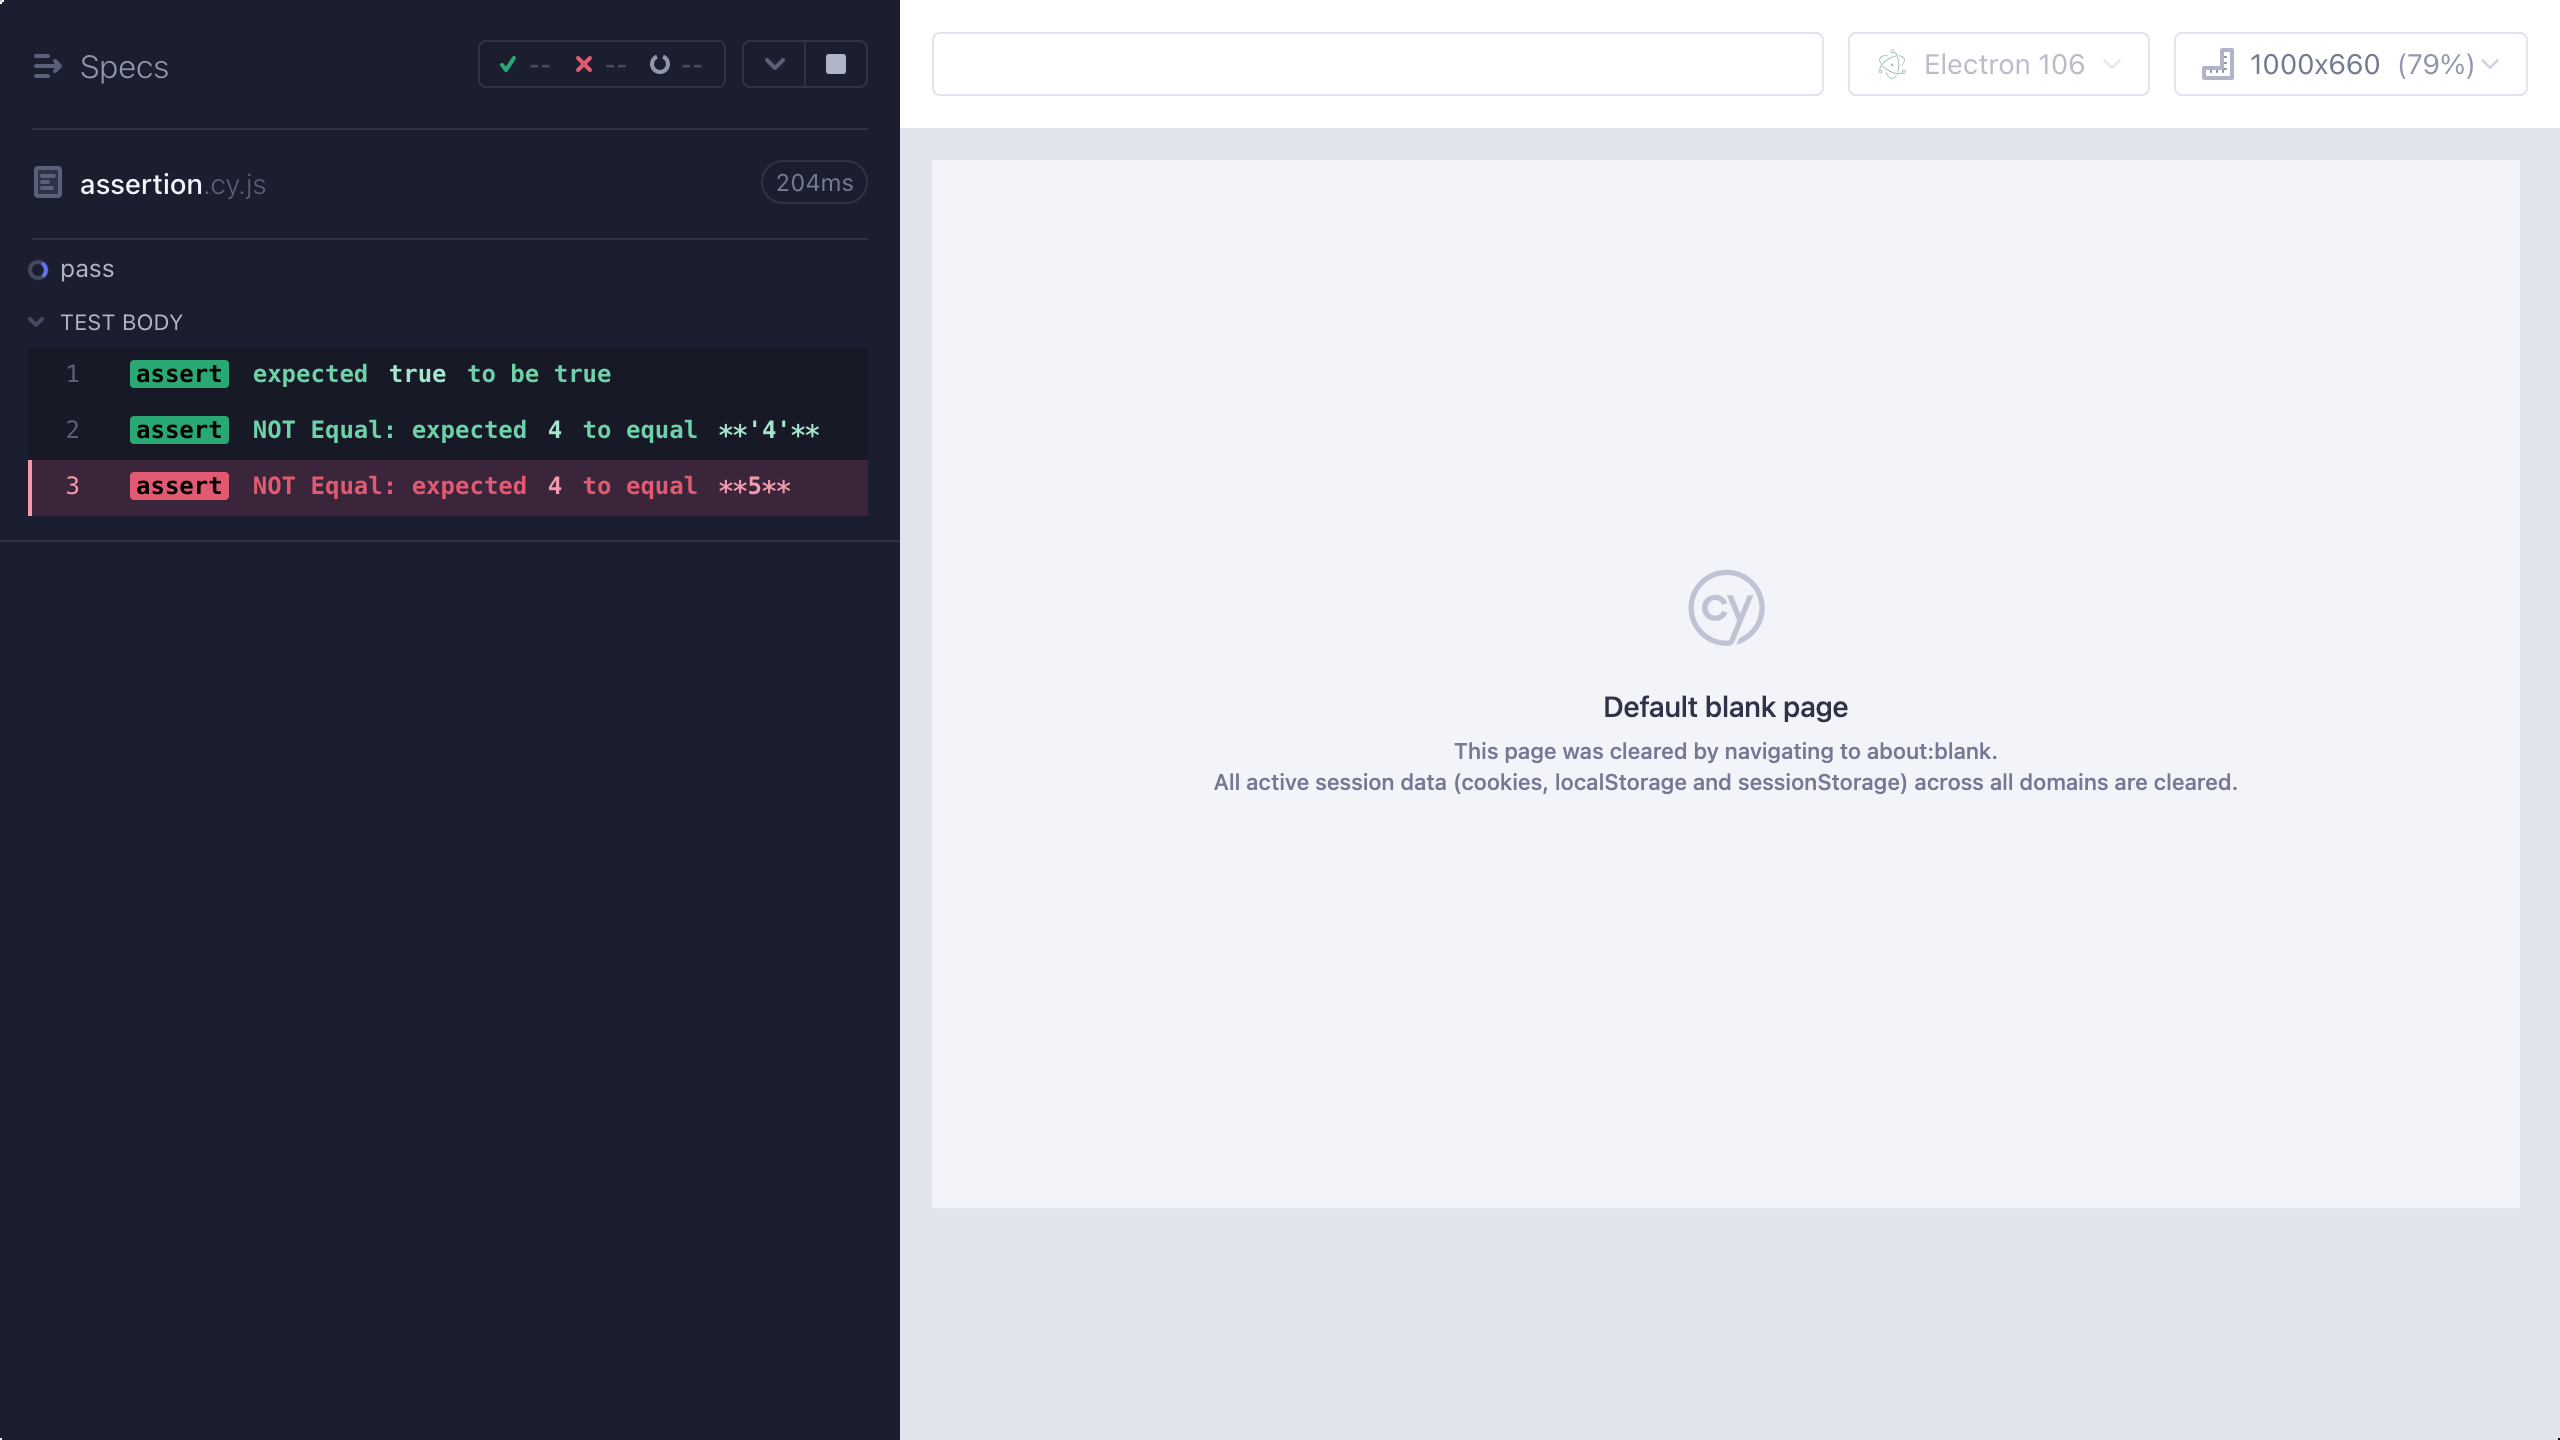 Specs
-- -- --
assertion.cy.js
204ms
pass
TEST BODY
1 assert expected true to be true
2 assert NOT Equal: expected 4 to equal **'4'**
3 assert NOT Equal: expected 4 to equal **5**
Electron 106
1000x660 (79%)
cy
Default blank page
This page was cleared by navigating to about:blank.
All active session data (cookies, localStorage and sessionStorage) across all domains are cleared.